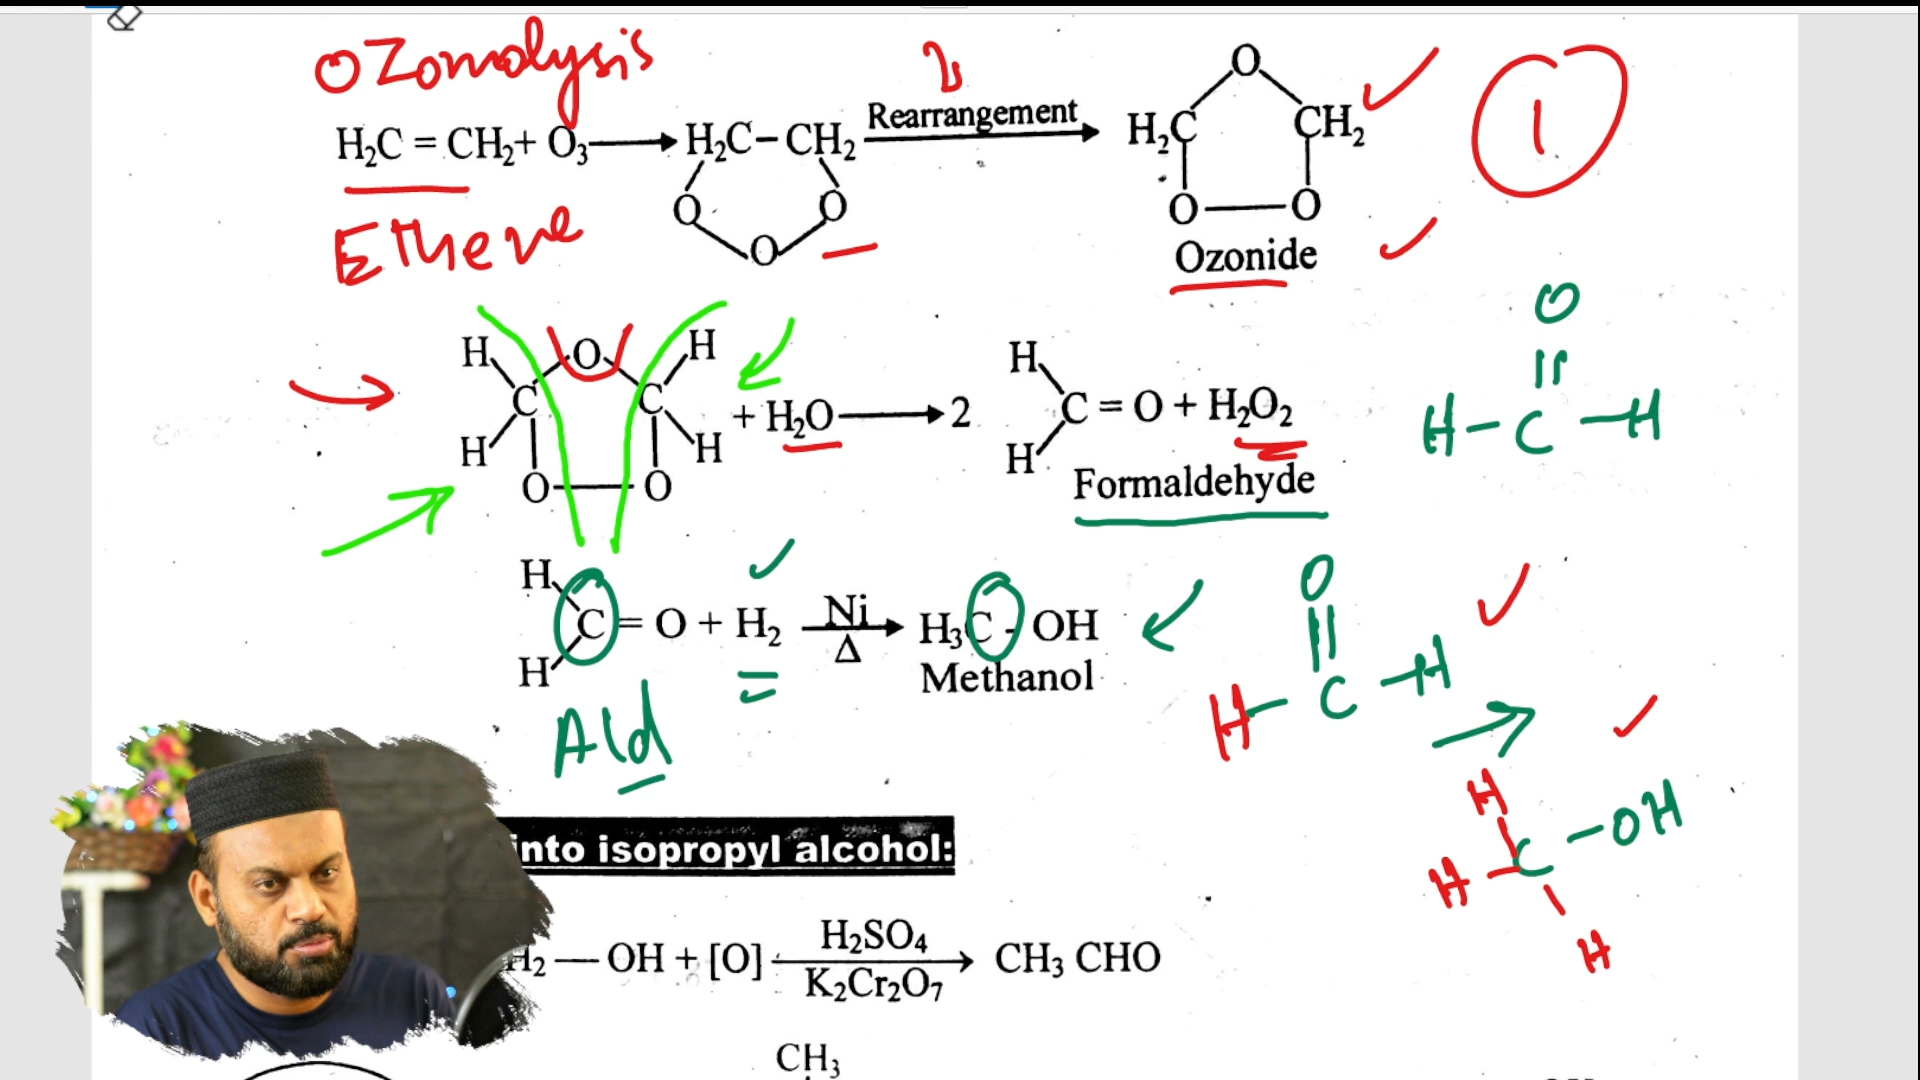 OZonolysis
H₂C = CH₂ + O₃ → H₂C – CH₂ Rearrangement → H₂C CH₂ O
O O O
O — O
1
Ethene
Ozonide
H H O C C H H O — O + H₂O → 2 H H C = O + H₂O₂
Formaldehyde
O
H – C – H
H H C = O + H₂ Ni Δ → H₃C - OH
Methanol
Ald
O
H – C – H
H
H – C – OH
H
into isopropyl alcohol:
H₂ — OH + [O] H₂SO₄ K₂Cr₂O₇ → CH₃ CHO
CH₃